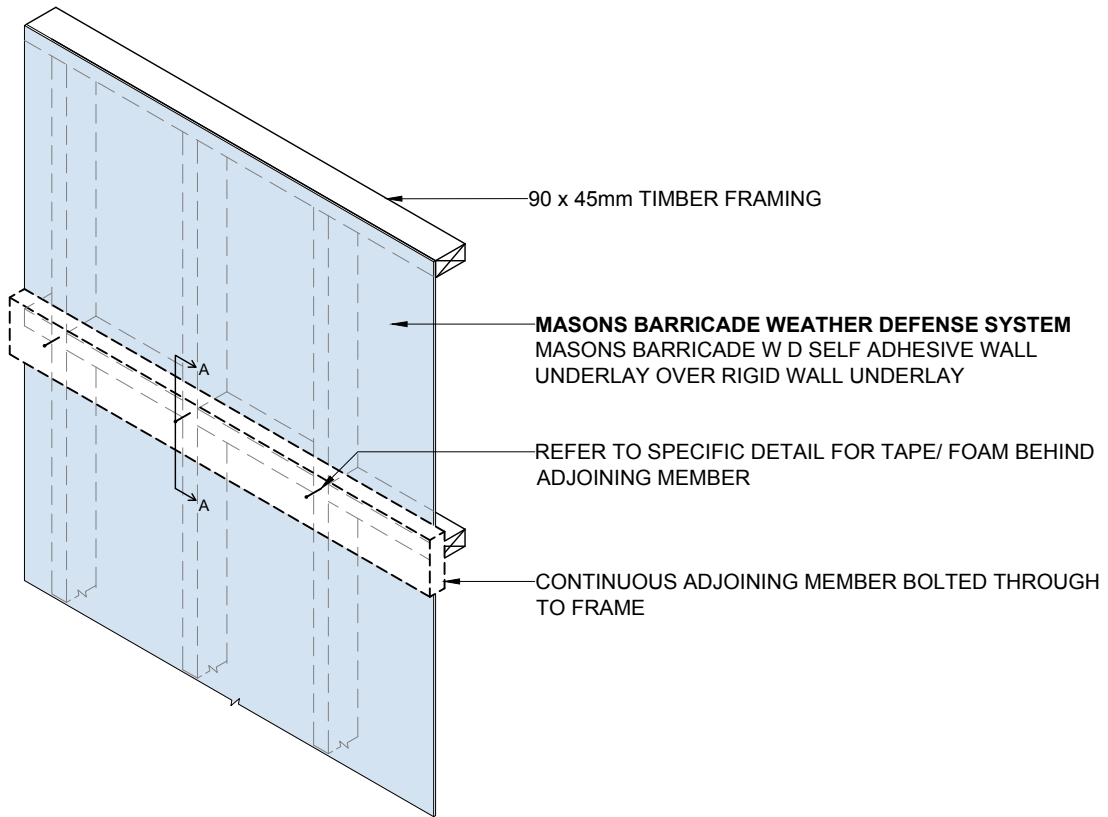 90 x 45mm TIMBER FRAMING
MASONS BARRICADE WEATHER DEFENSE SYSTEM
MASONS BARRICADE W D SELF ADHESIVE WALL
UNDERLAY OVER RIGID WALL UNDERLAY
A
REFER TO SPECIFIC DETAIL FOR TAPE/ FOAM BEHIND
ADJOINING MEMBER
A
CONTINUOUS ADJOINING MEMBER BOLTED THROUGH
TO FRAME